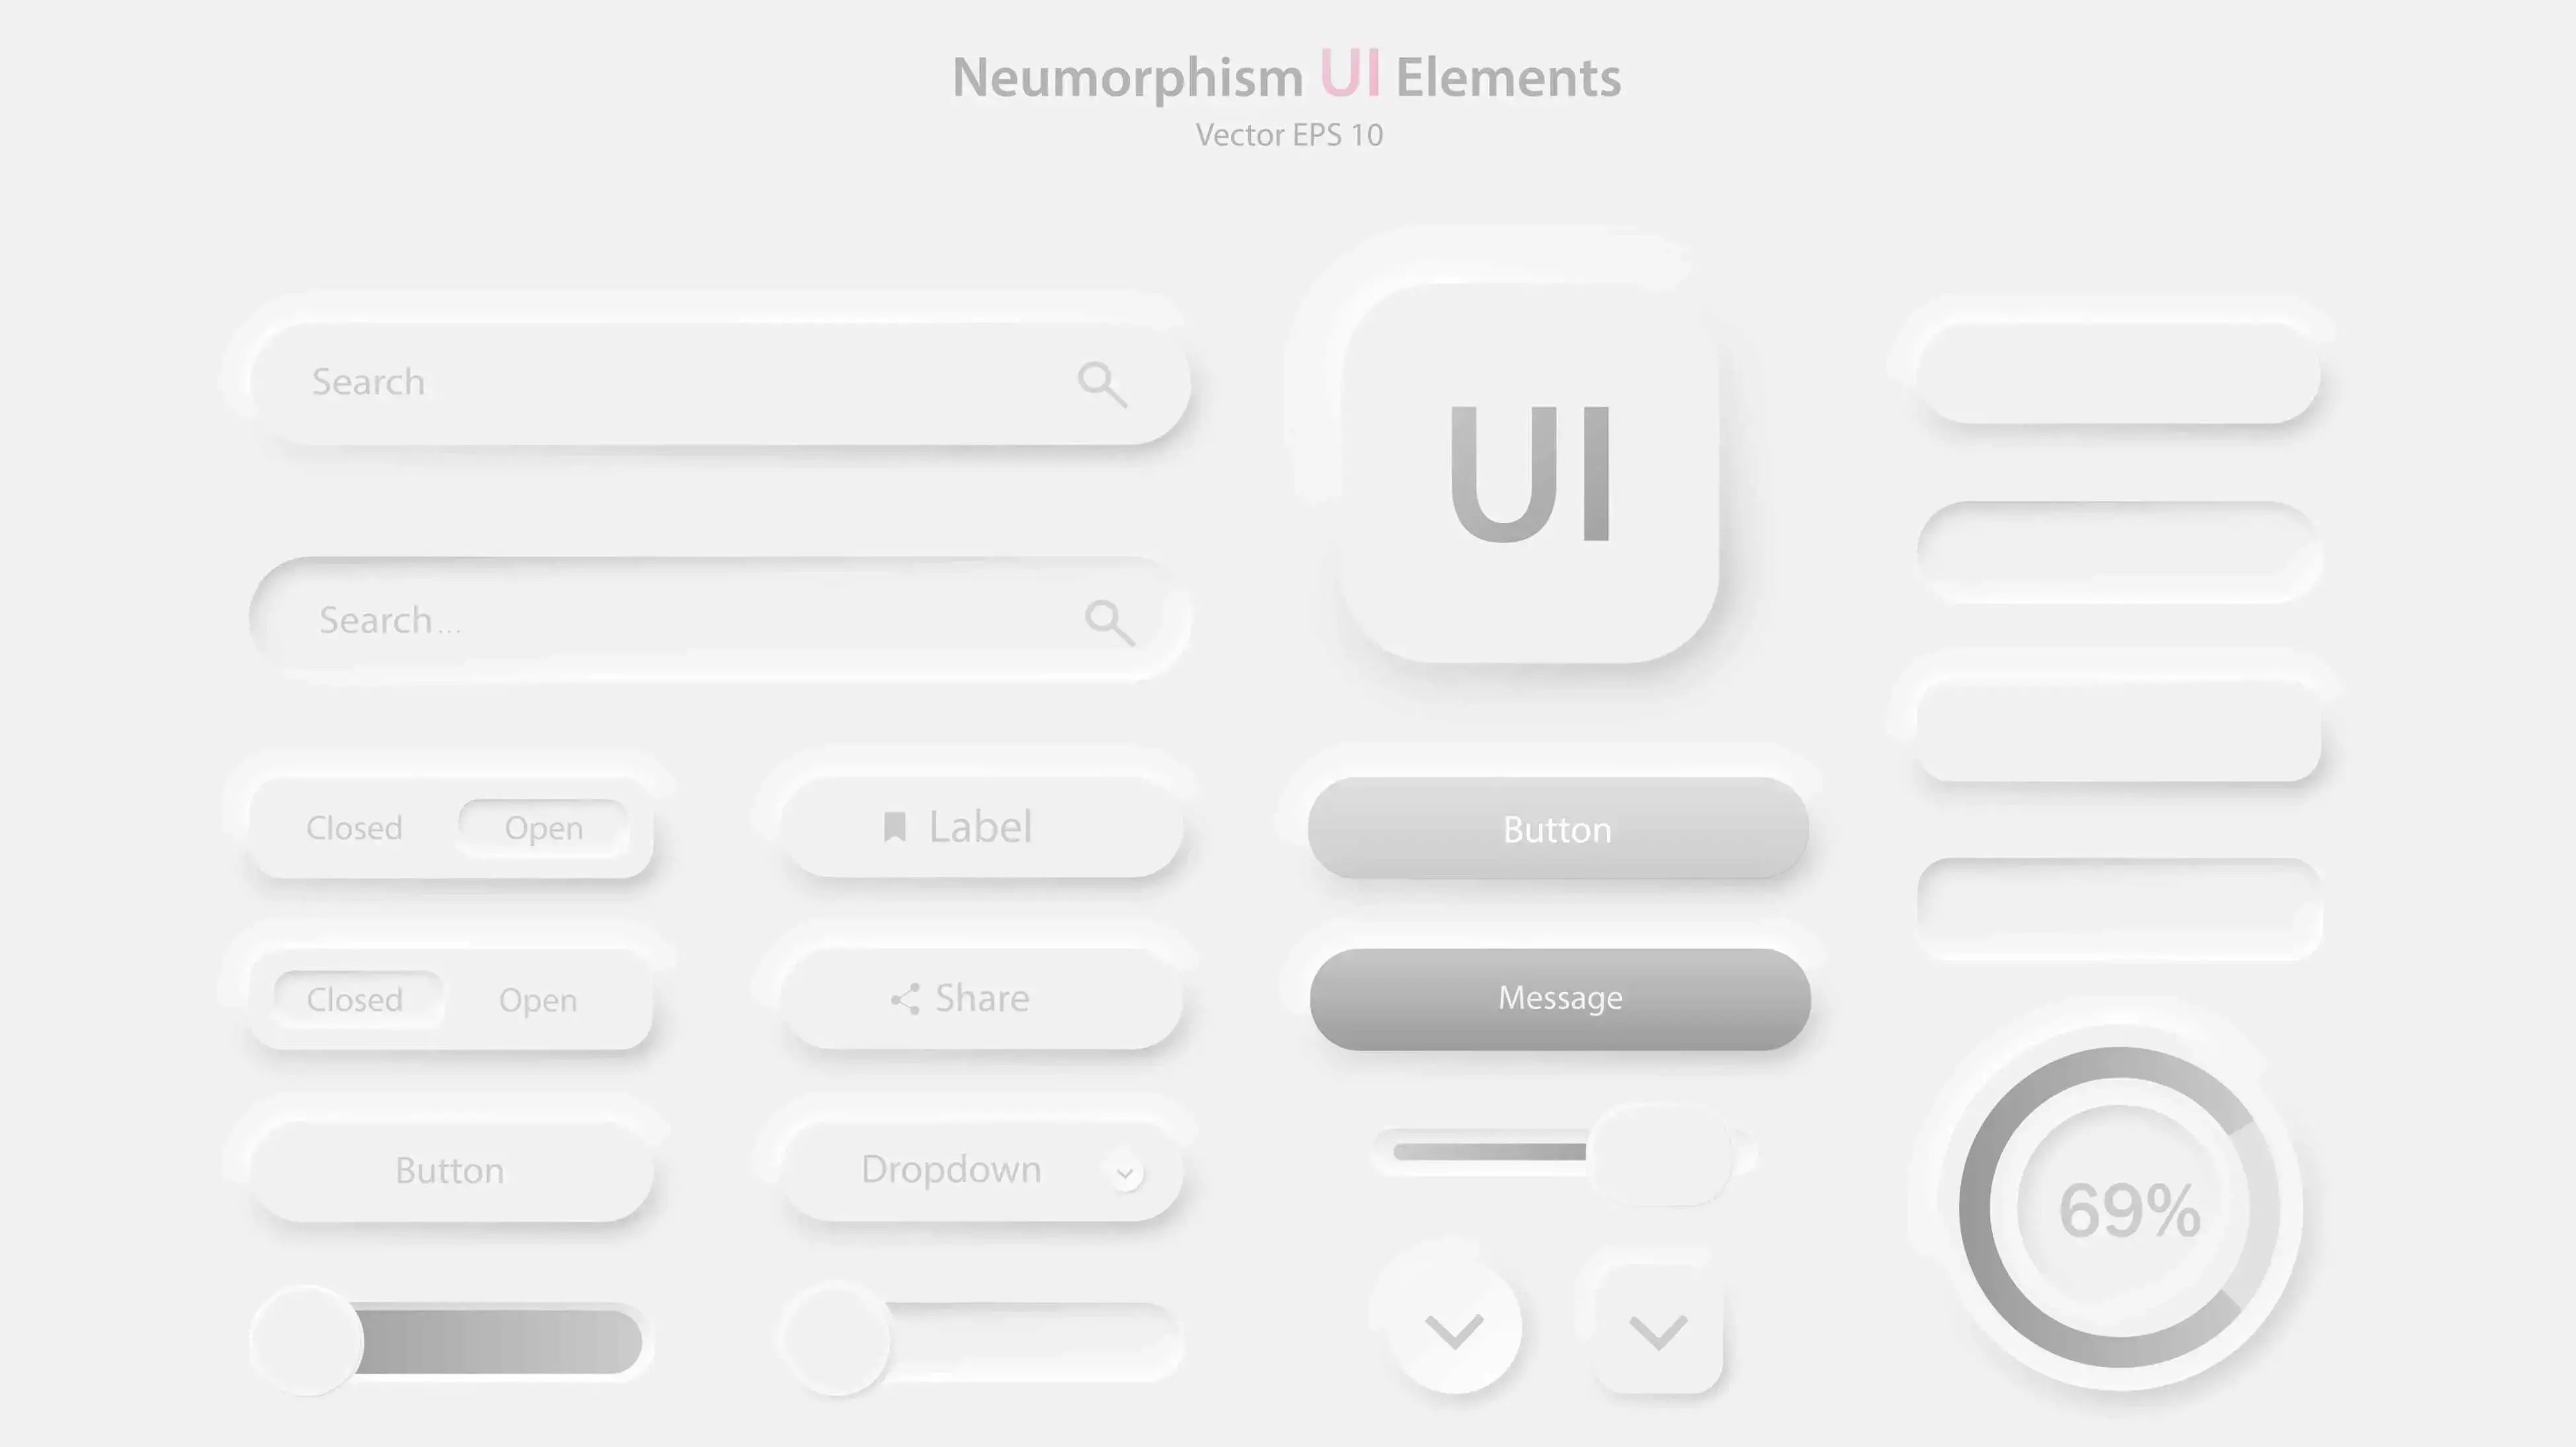 Neumorphism UI Elements
Vector EPS 10
Search
Search...
UI
Closed Open
Label
Button
Closed Open
Share
Message
Button
Dropdown
69%